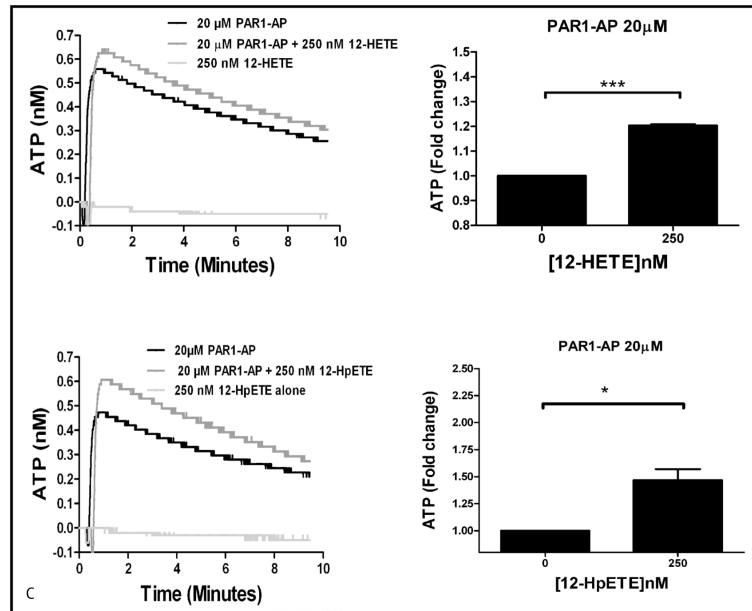 20 µM PAR1-AP
20 µM PAR1-AP + 250 nM 12-HETE
250 nM 12-HETE
0.7
0.6
0.5
0.4
0.3
0.2
0.1
0.0
-0.1
ATP (nM)
0 2 4 6 8 10
Time (Minutes)
PAR1-AP 20µM
1.5
1.4
1.3
1.2
1.1
1.0
0.9
0.8
ATP (Fold change)
***
0 250
[12-HETE]nM
20µM PAR1-AP
20 µM PAR1-AP + 250 nM 12-HpETE
250 nM 12-HpETE alone
0.7
0.6
0.5
0.4
0.3
0.2
0.1
0.0
-0.1
ATP (nM)
0 2 4 6 8 10
Time (Minutes)
PAR1-AP 20µM
2.50
2.25
2.00
1.75
1.50
1.25
1.00
ATP (Fold change)
*
0 250
[12-HpETE]nM
C